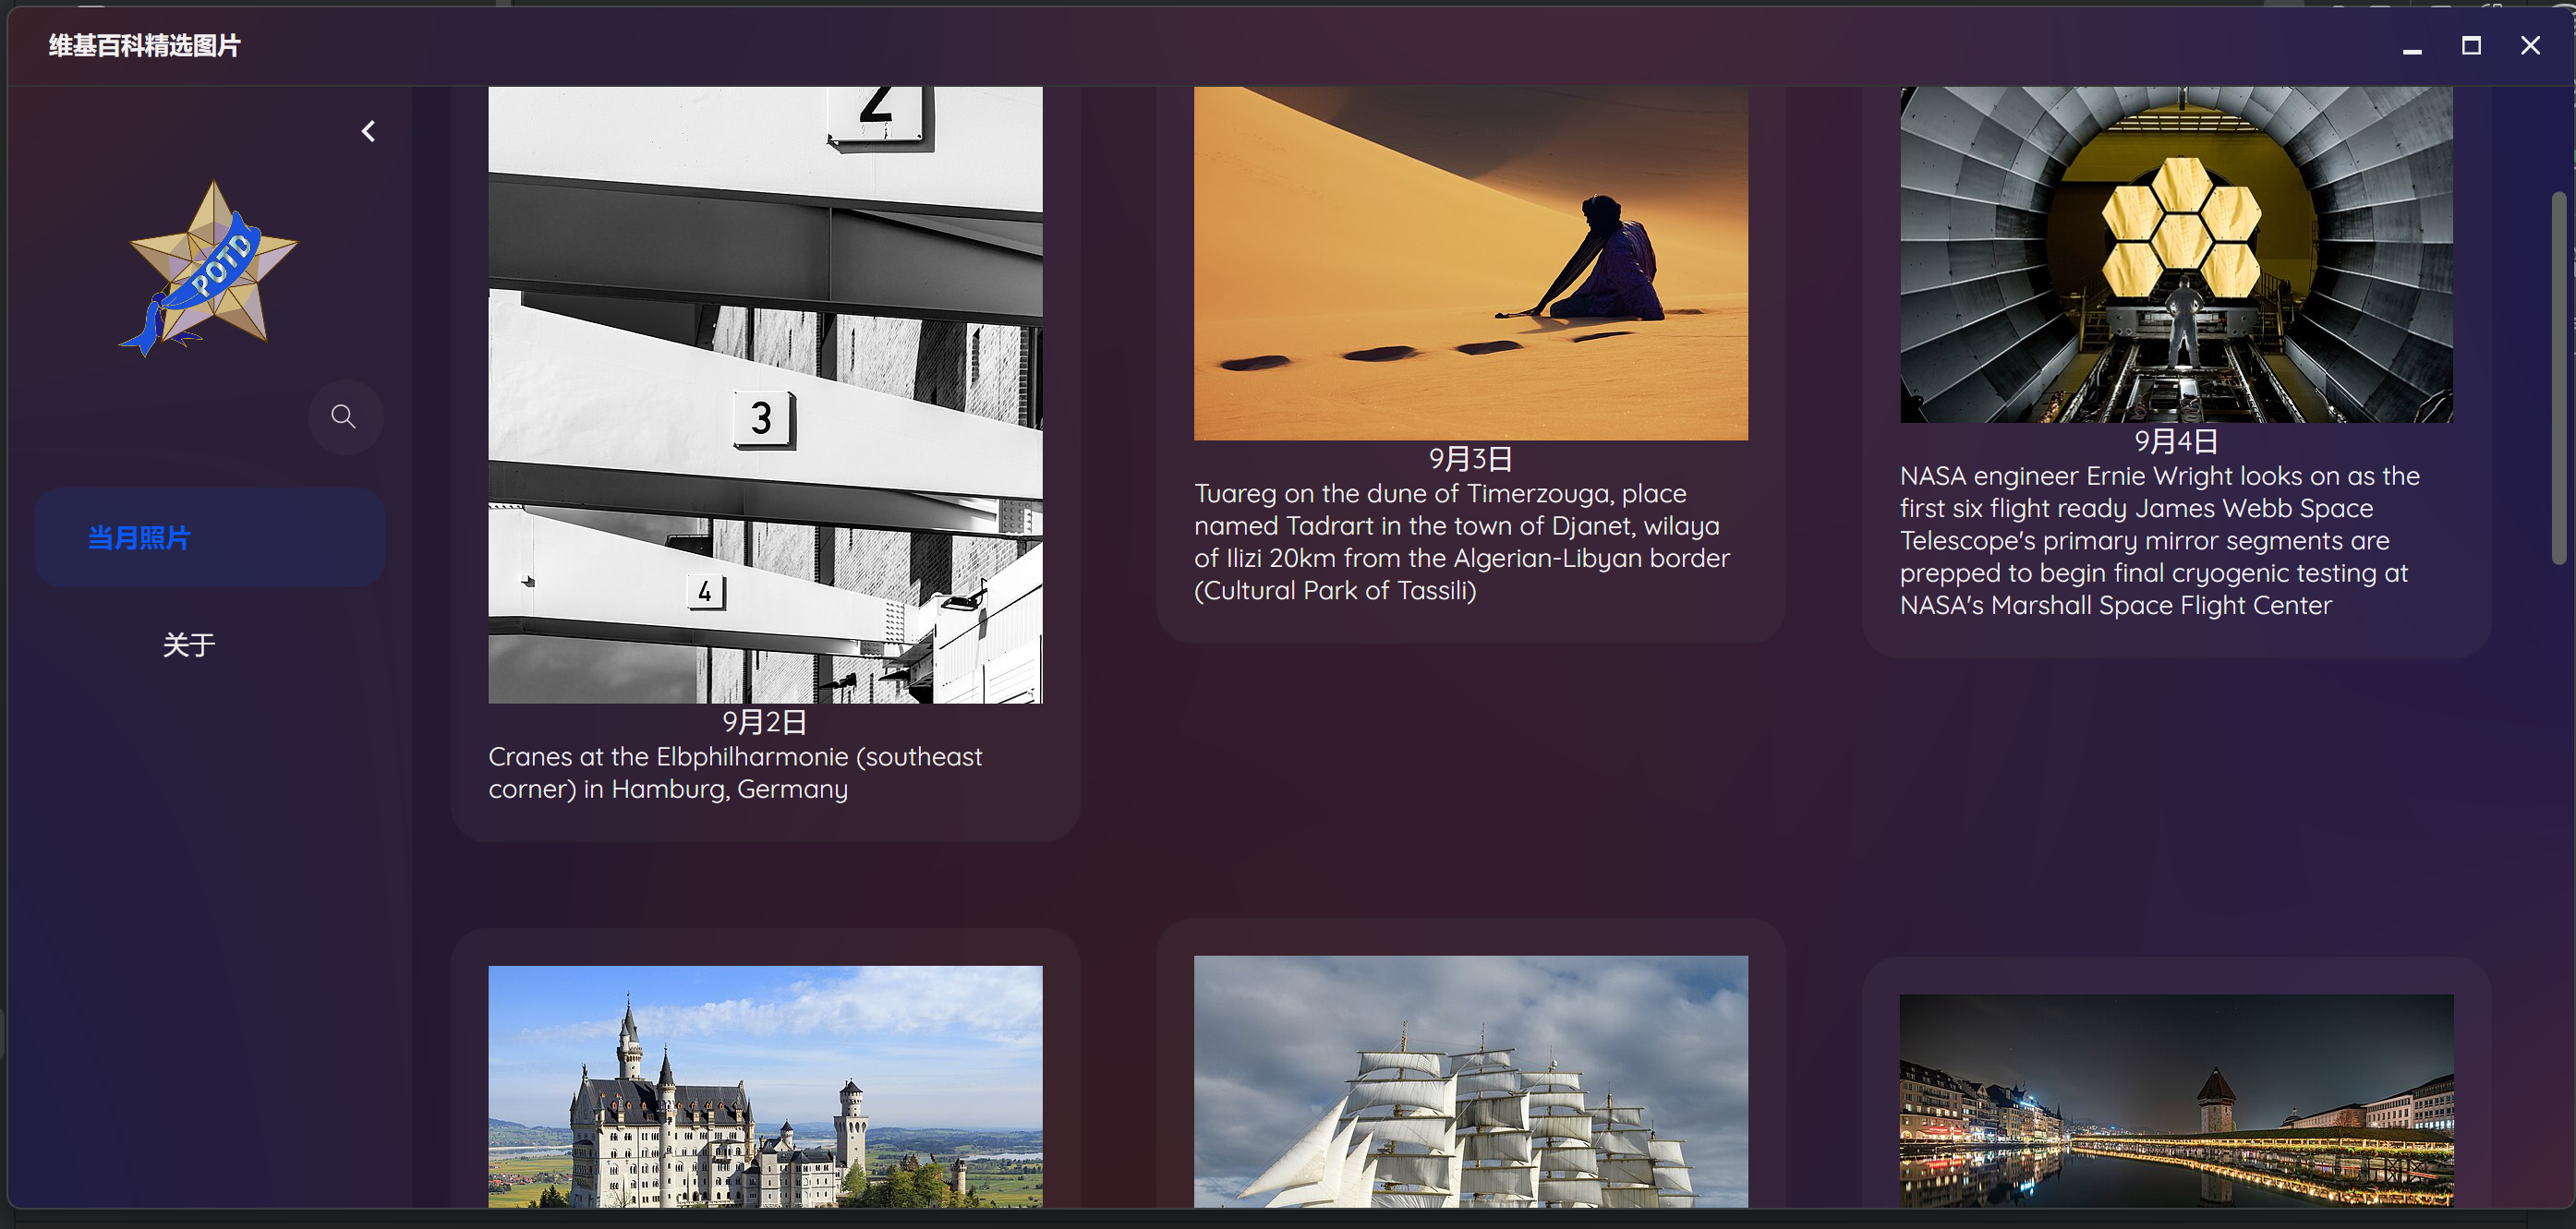 维基百科精选图片
POTD
当月照片
关于
2
3
4
9月2日
Cranes at the Elbphilharmonie (southeast
corner) in Hamburg, Germany
9月3日
Tuareg on the dune of Timerzouga, place
named Tadrart in the town of Djanet, wilaya
of Ilizi 20km from the Algerian-Libyan border
(Cultural Park of Tassili)
9月4日
NASA engineer Ernie Wright looks on as the
first six flight ready James Webb Space
Telescope's primary mirror segments are
prepped to begin final cryogenic testing at
NASA's Marshall Space Flight Center